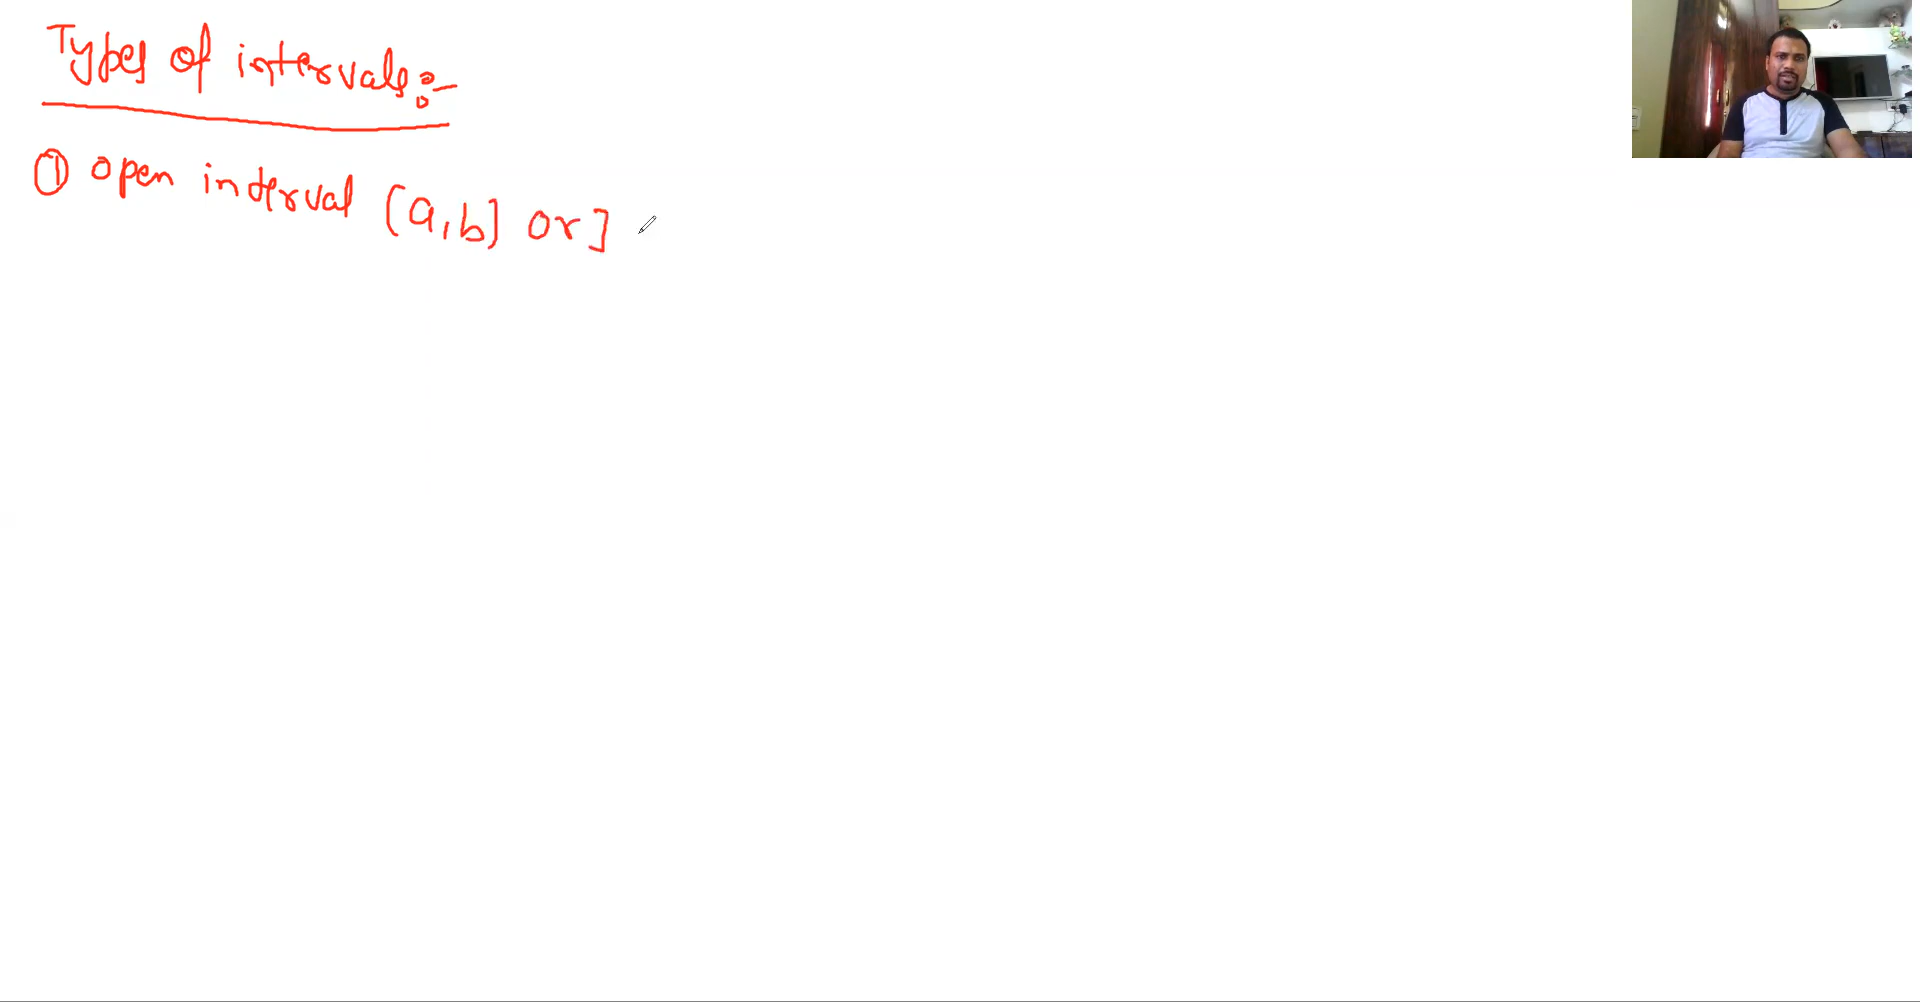 Types of intervals:-
① open interval (a,b) or ]